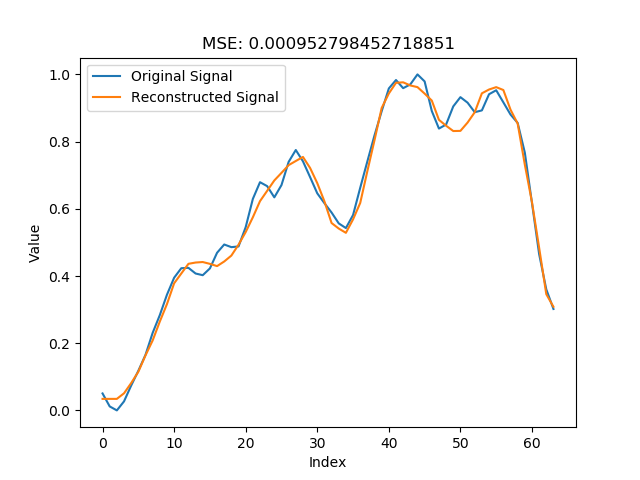 MSE: 0.000952798452718851
Original Signal
Reconstructed Signal
1.0
0.8
0.6
0.4
0.2
0.0
Value
0 10 20 30 40 50 60
Index